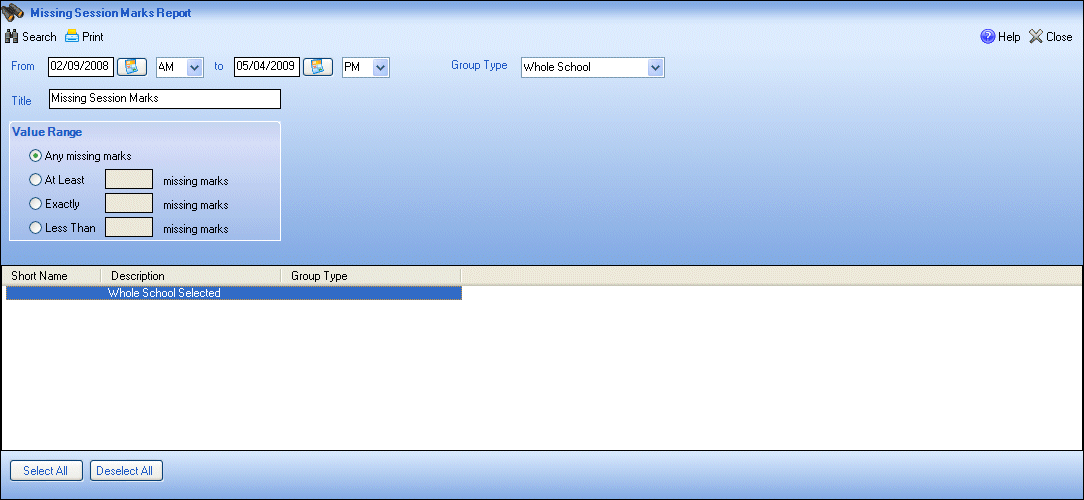 Missing Session Marks Report
Search Print Help Close
From 02/09/2008 AM to 05/04/2009 PM Group Type Whole School
Title Missing Session Marks
Value Range
Any missing marks
At Least missing marks
Exactly missing marks
Less Than missing marks
Short Name Description Group Type
Whole School Selected
Select All Deselect All